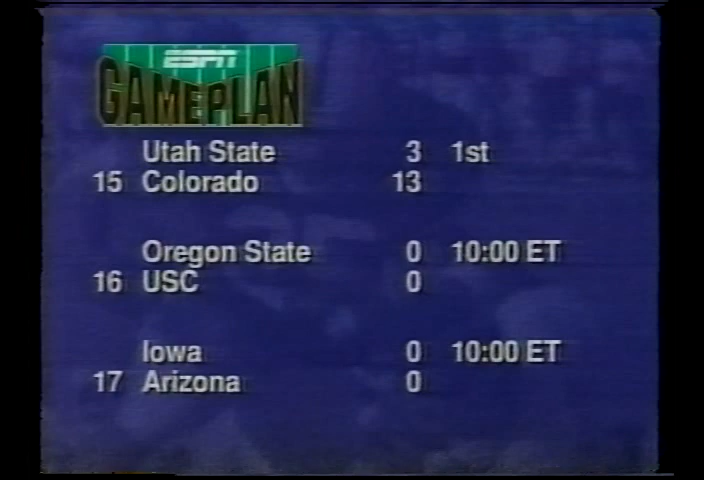 ESPN
GAMEPLAN
Utah State 3 1st
15 Colorado 13
Oregon State 0 10:00 ET
16 USC 0
Iowa 0 10:00 ET
17 Arizona 0